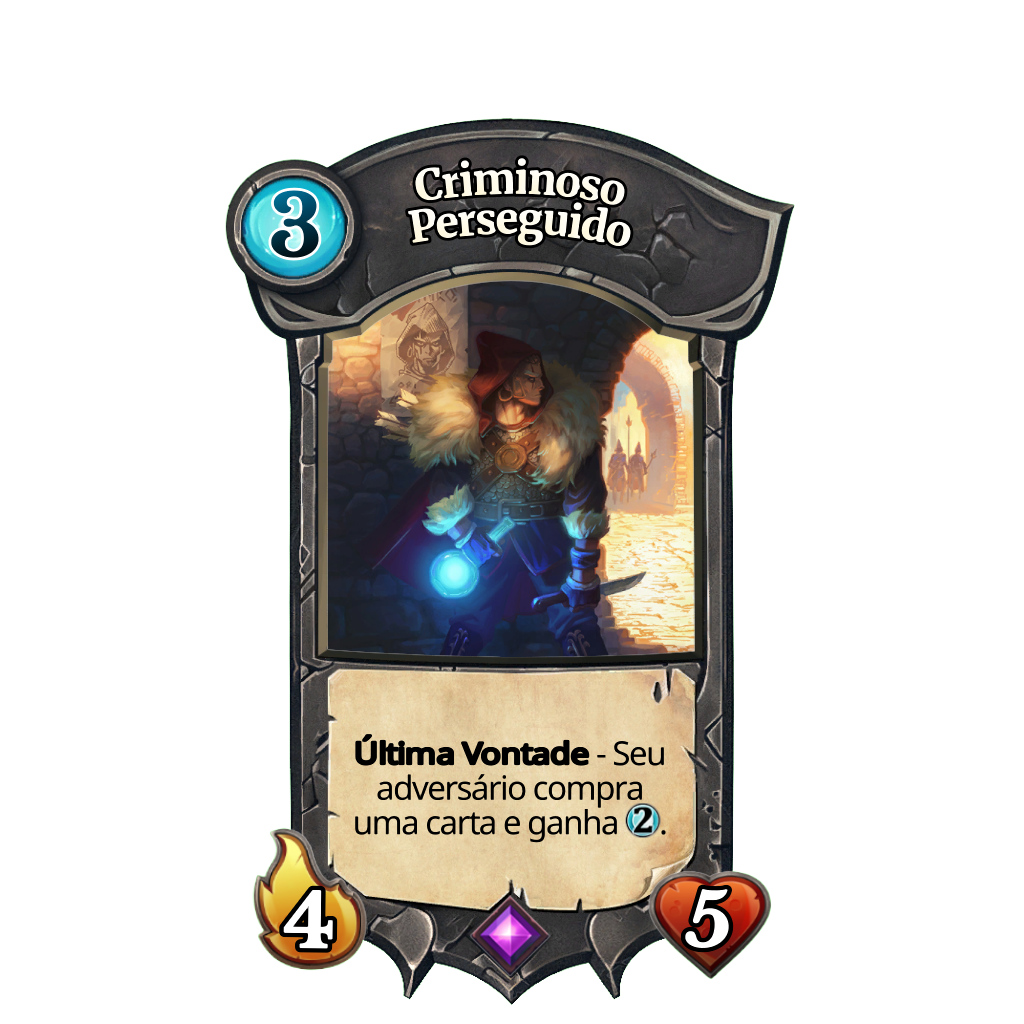 3
Criminoso
Perseguido
Última Vontade - Seu
adversário compra
uma carta e ganha 2.
4
5